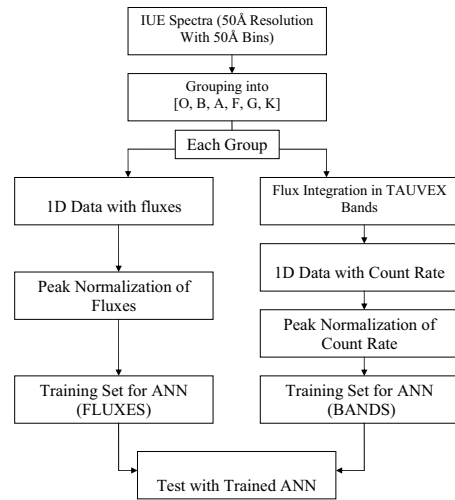 IUE Spectra (50Å Resolution
With 50Å Bins)
Grouping into
[O, B, A, F, G, K]
Each Group
1D Data with fluxes
Peak Normalization of
Fluxes
Training Set for ANN
(FLUXES)
Flux Integration in TAUVEX
Bands
1D Data with Count Rate
Peak Normalization of
Count Rate
Training Set for ANN
(BANDS)
Test with Trained ANN